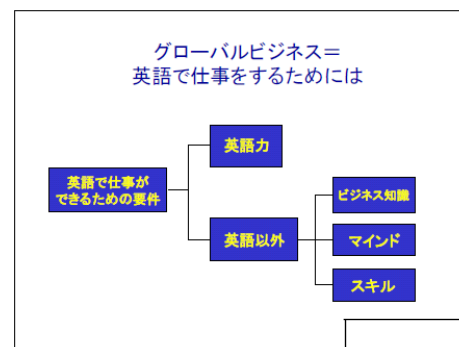 グローバルビジネス＝
英語で仕事をするためには
英語力
英語で仕事が
できるための要件
英語以外
ビジネス知識
マインド
スキル